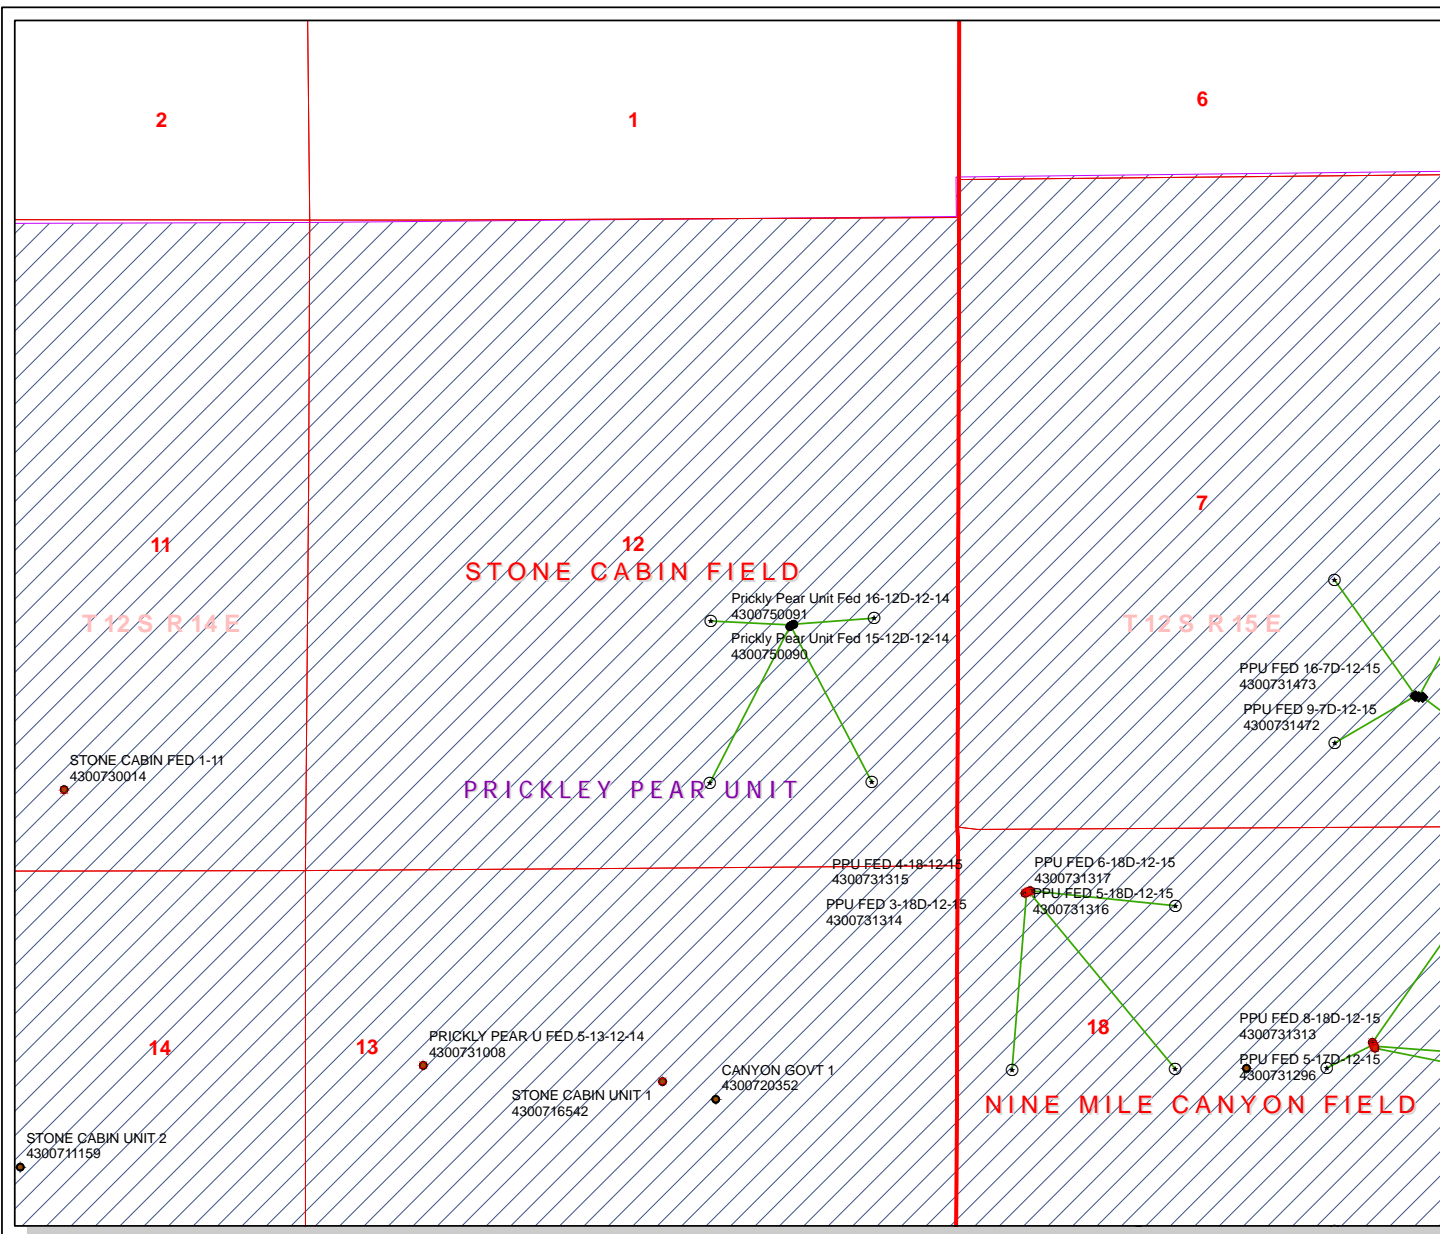 2
1
6
7
11
12
STONE CABIN FIELD
Prickly Pear Unit Fed 16-12D-12-14
4300750091
Prickly Pear Unit Fed 15-12D-12-14
4300750090
T 12 S R 14 E
T 12 S R 15 E
PPU FED 16-7D-12-15
4300731473
PPU FED 9-7D-12-15
4300731472
STONE CABIN FED 1-11
4300730014
PRICKLEY PEAR UNIT
PPU FED 4-18-12-15
4300731315
PPU FED 6-18D-12-15
4300731317
PPU FED 5-18D-12-15
4300731316
PPU FED 3-18D-12-15
4300731314
14
13
18
PRICKLY PEAR U FED 5-13-12-14
4300731008
PPU FED 8-18D-12-15
4300731313
PPU FED 5-17D-12-15
4300731296
CANYON GOVT 1
4300720352
STONE CABIN UNIT 1
4300716542
NINE MILE CANYON FIELD
STONE CABIN UNIT 2
4300711159